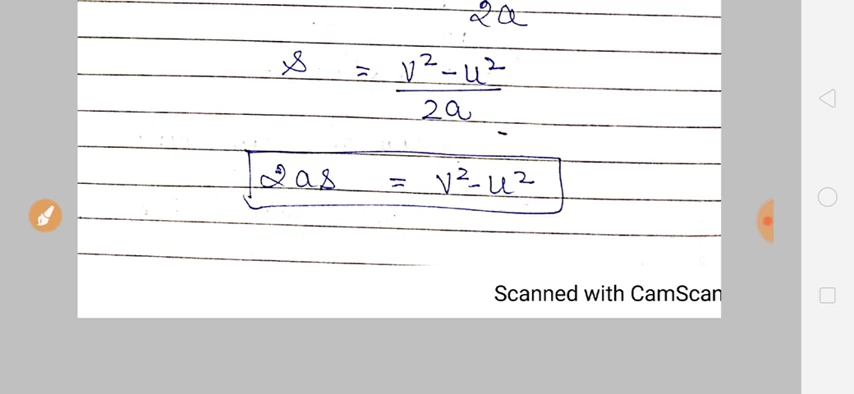 2a
s = v²-u²
2a
2as = v²-u²
Scanned with CamScan